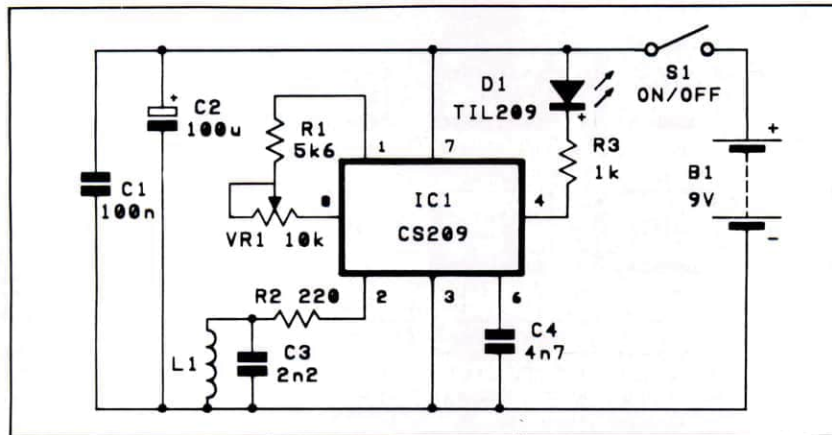 C1
100n
+
C2
100u
R1
5k6
VR1 10k
1
7
8
4
IC1
CS209
2
3
6
D1
TIL209
+
R3
1k
S1
ON/OFF
+
B1
9V
-
R2 220
L1
C3
2n2
C4
4n7